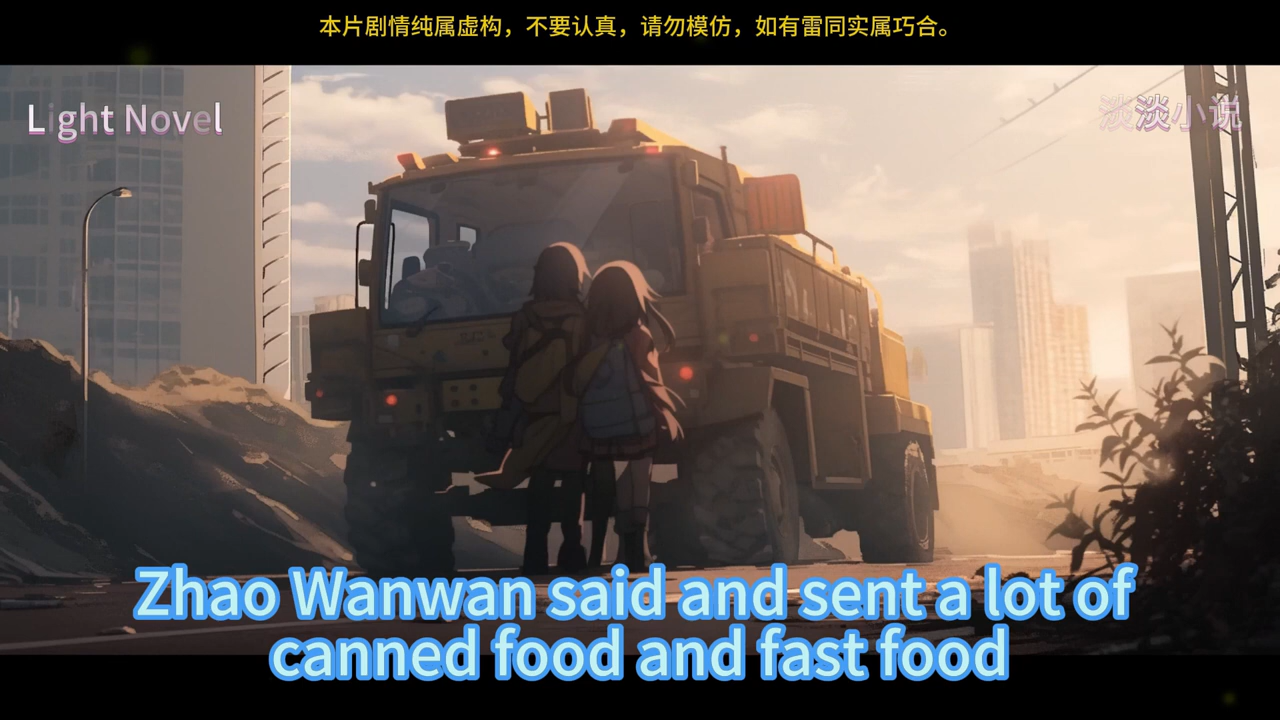 本片剧情纯属虚构，不要认真，请勿模仿，如有雷同实属巧合。
Light Novel
淡淡小说
Zhao Wanwan said and sent a lot of
canned food and fast food